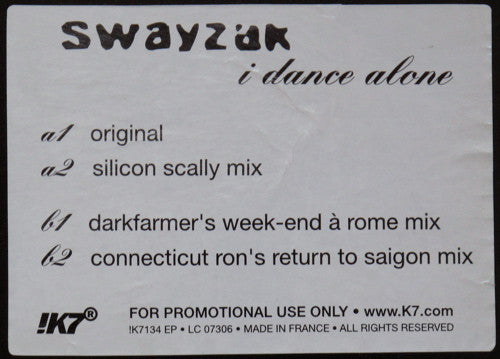 swayzak
i dance alone
a1 original
a2 silicon scally mix
b1 darkfarmer's week-end à rome mix
b2 connecticut ron's return to saigon mix
!K7® FOR PROMOTIONAL USE ONLY • www.K7.com
!K7134 EP • LC 07306 • MADE IN FRANCE • ALL RIGHTS RESERVED